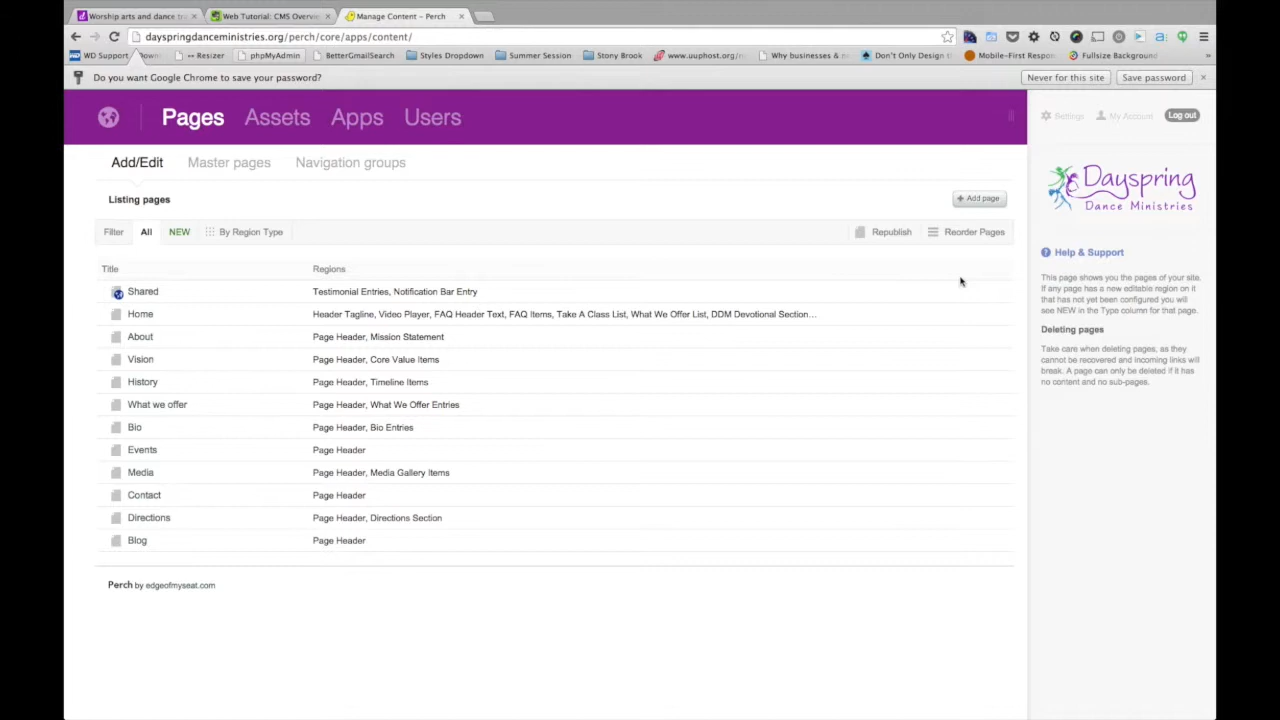 Worship arts and dance tra
Web Tutorial: CMS Overvie
Manage Content – Perch
dayspringdanceministries.org/perch/core/apps/content/
WD Support
•• Resizer
phpMyAdmin
BetterGmailSearch
Styles Dropdown
Summer Session
Stony Brook
www.uuphost.org/
Why businesses &
Don't Only Design
Mobile-First Respon
Fullsize Background
Do you want Google Chrome to save your password?
Never for this site
Save password
Pages Assets Apps Users
Settings My Account Log out
Add/Edit Master pages Navigation groups
Dayspring
Dance Ministries
Listing pages
+ Add page
Filter All NEW By Region Type Republish Reorder Pages
Title Regions
Shared Testimonial Entries, Notification Bar Entry
Home Header Tagline, Video Player, FAQ Header Text, FAQ Items, Take A Class List, What We Offer List, DDM Devotional Section…
About Page Header, Mission Statement
Vision Page Header, Core Value Items
History Page Header, Timeline Items
What we offer Page Header, What We Offer Entries
Bio Page Header, Bio Entries
Events Page Header
Media Page Header, Media Gallery Items
Contact Page Header
Directions Page Header, Directions Section
Blog Page Header
Perch by edgeofmyseat.com
Help & Support
This page shows you the pages of your site.
If any page has a new editable region on it
that has not yet been configured you will
see NEW in the Type column for that page.
Deleting pages
Take care when deleting pages, as they
cannot be recovered and incoming links will
break. A page can only be deleted if it has
no content and no sub-pages.